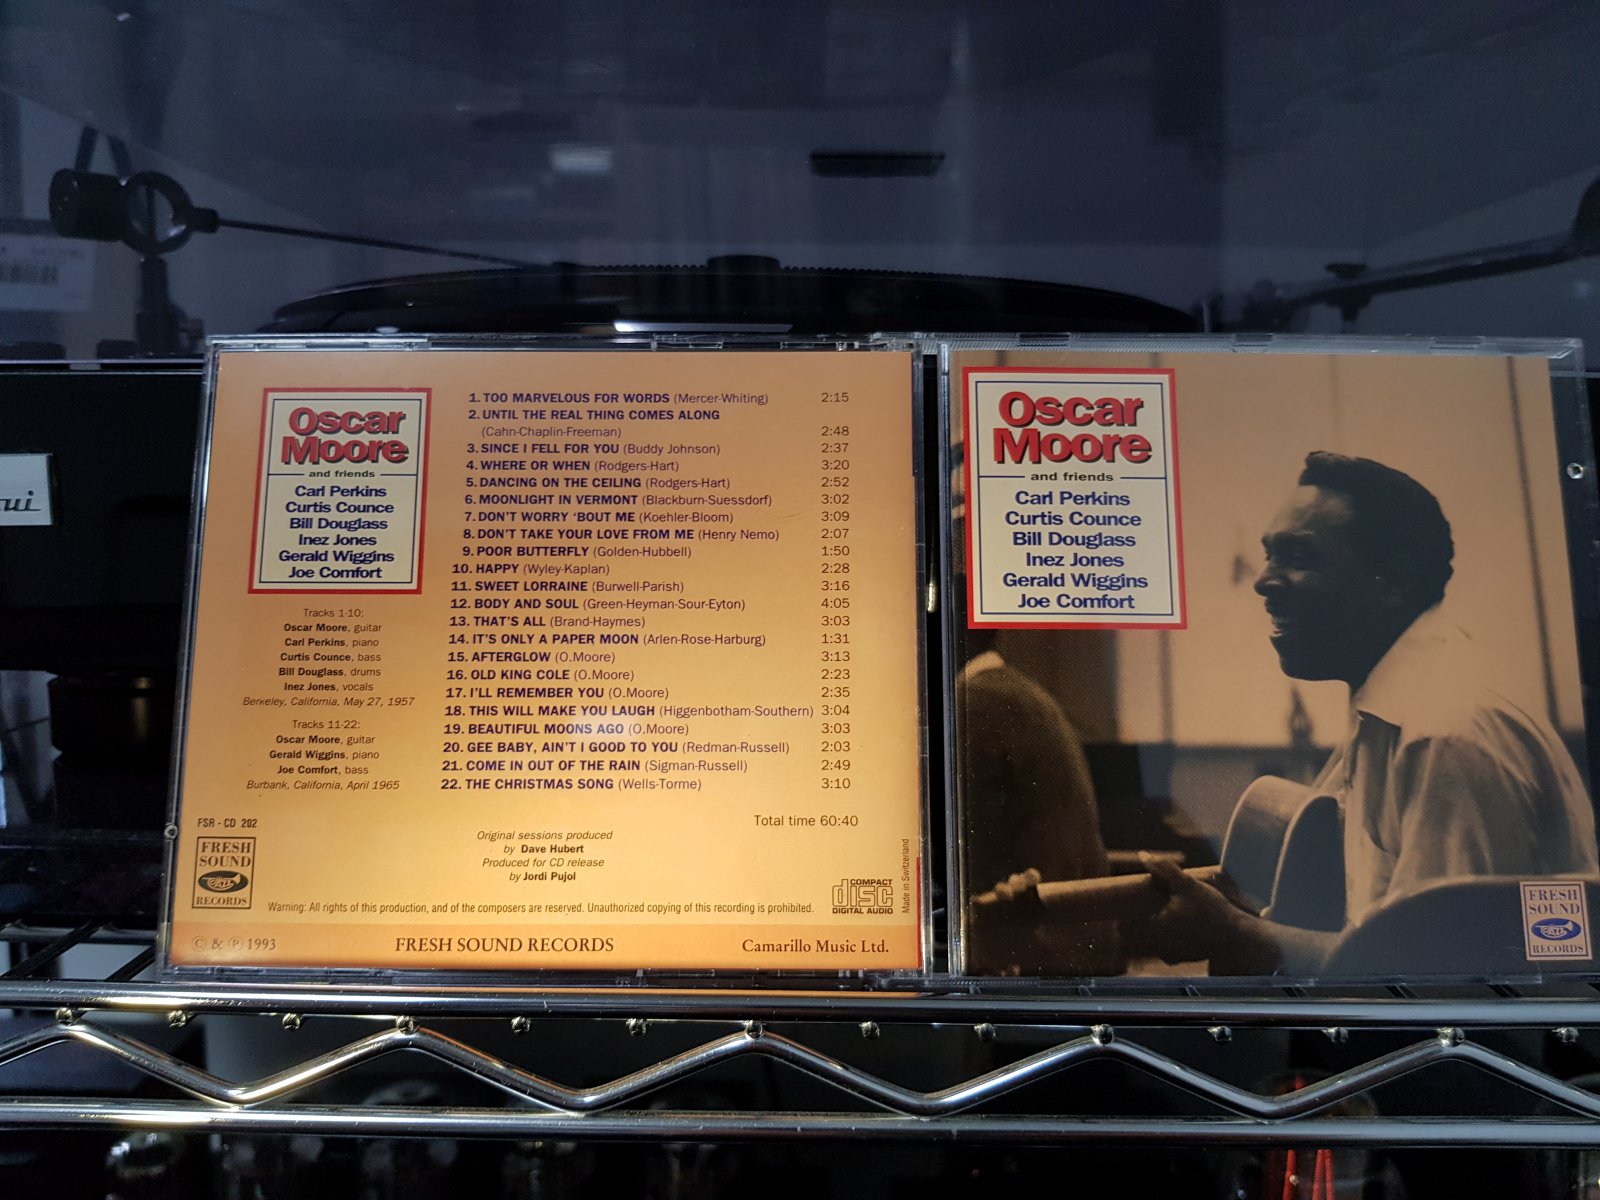 ui
Oscar
Moore
and friends
Carl Perkins
Curtis Counce
Bill Douglass
Inez Jones
Gerald Wiggins
Joe Comfort
Tracks 1-10:
Oscar Moore, guitar
Carl Perkins, piano
Curtis Counce, bass
Bill Douglass, drums
Inez Jones, vocals
Berkeley, California, May 27, 1957
Tracks 11-22:
Oscar Moore, guitar
Gerald Wiggins, piano
Joe Comfort, bass
Burbank, California, April 1965
1. TOO MARVELOUS FOR WORDS (Mercer-Whiting) 2:15
2. UNTIL THE REAL THING COMES ALONG
(Cahn-Chaplin-Freeman) 2:48
3. SINCE I FELL FOR YOU (Buddy Johnson) 2:37
4. WHERE OR WHEN (Rodgers-Hart) 3:20
5. DANCING ON THE CEILING (Rodgers-Hart) 2:52
6. MOONLIGHT IN VERMONT (Blackburn-Suessdorf) 3:02
7. DON'T WORRY 'BOUT ME (Koehler-Bloom) 3:09
8. DON'T TAKE YOUR LOVE FROM ME (Henry Nemo) 2:07
9. POOR BUTTERFLY (Golden-Hubbell) 1:50
10. HAPPY (Wyley-Kaplan) 2:28
11. SWEET LORRAINE (Burwell-Parish) 3:16
12. BODY AND SOUL (Green-Heyman-Sour-Eyton) 4:05
13. THAT'S ALL (Brand-Haymes) 3:03
14. IT'S ONLY A PAPER MOON (Arlen-Rose-Harburg) 1:31
15. AFTERGLOW (O.Moore) 3:13
16. OLD KING COLE (O.Moore) 2:23
17. I'LL REMEMBER YOU (O.Moore) 2:35
18. THIS WILL MAKE YOU LAUGH (Higgenbotham-Southern) 3:04
19. BEAUTIFUL MOONS AGO (O.Moore) 3:03
20. GEE BABY, AIN'T I GOOD TO YOU (Redman-Russell) 2:03
21. COME IN OUT OF THE RAIN (Sigman-Russell) 2:49
22. THE CHRISTMAS SONG (Wells-Torme) 3:10
Total time 60:40
FSR - CD 202
FRESH
SOUND
JAZZ
RECORDS
Original sessions produced
by Dave Hubert
Produced for CD release
by Jordi Pujol
COMPACT
disc
DIGITAL AUDIO
Made in Switzerland
Warning: All rights of this production, and of the composers are reserved. Unauthorized copying of this recording is prohibited.
© & ℗ 1993 FRESH SOUND RECORDS Camarillo Music Ltd.
Oscar
Moore
and friends
Carl Perkins
Curtis Counce
Bill Douglass
Inez Jones
Gerald Wiggins
Joe Comfort
FRESH
SOUND
JAZZ
RECORDS